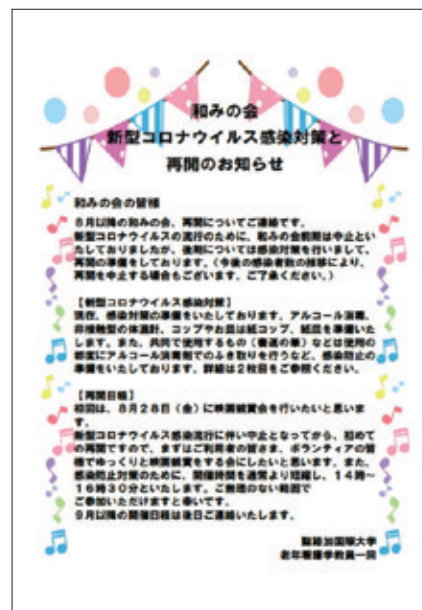 和みの会
新型コロナウイルス感染対策と
再開のお知らせ
和みの会の皆様
8月以降の和みの会、再開についてご連絡です。
新型コロナウイルスの流行のために、和みの会前期は中止とい
たしておりましたが、後期については感染対策を行いまして、
再開の準備をしております。(今後の感染者数の推移により、
再開を中止する場合もございます。ご了承ください。)
【新型コロナウイルス感染対策】
現在、感染対策の準備をいたしております。アルコール消毒、
非接触型の体温計、コップやお皿は紙コップ、紙皿を準備いた
します。また、共同で使用するもの(書道の筆)などは使用の
都度にアルコール消毒剤でのふき取りを行うなど、感染防止の
準備をいたしております。詳細は2枚目をご参照ください。
【再開日程】
初回は、8月28日(金)に映画観賞会を行いたいと思いま
す。
新型コロナウイルス感染流行に伴い中止となってから、初めて
の再開ですので、まずはご利用者の皆さま、ボランティアの皆
様でゆっくりと映画観賞をする会にしたいと思います。また、
感染防止対策のために、開催時間を通常より短縮し、14時～
16時30分といたします。ご無理のない範囲で
ご参加いただけますと幸いです。
9月以降の開催日程は後日ご連絡いたします。
聖路加国際大学
老年看護学教員一同